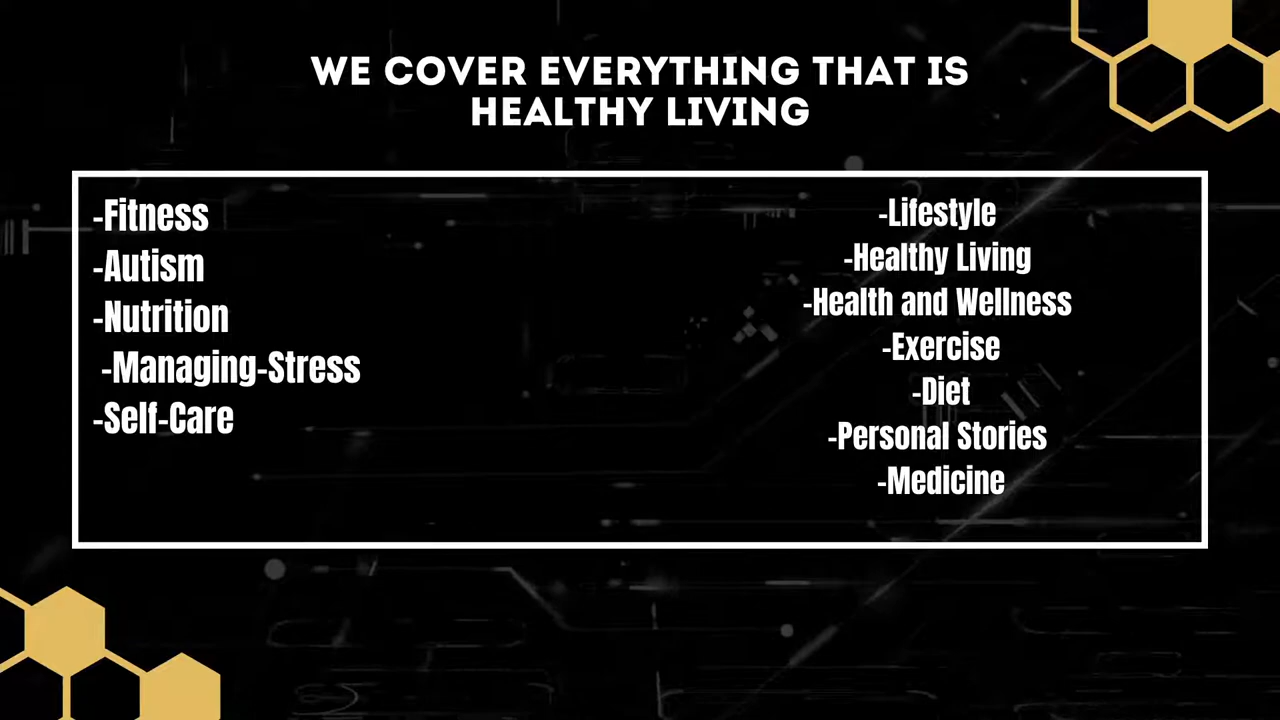 WE COVER EVERYTHING THAT IS
HEALTHY LIVING
-Fitness
-Autism
-Nutrition
-Managing-Stress
-Self-Care
-Lifestyle
-Healthy Living
-Health and Wellness
-Exercise
-Diet
-Personal Stories
-Medicine